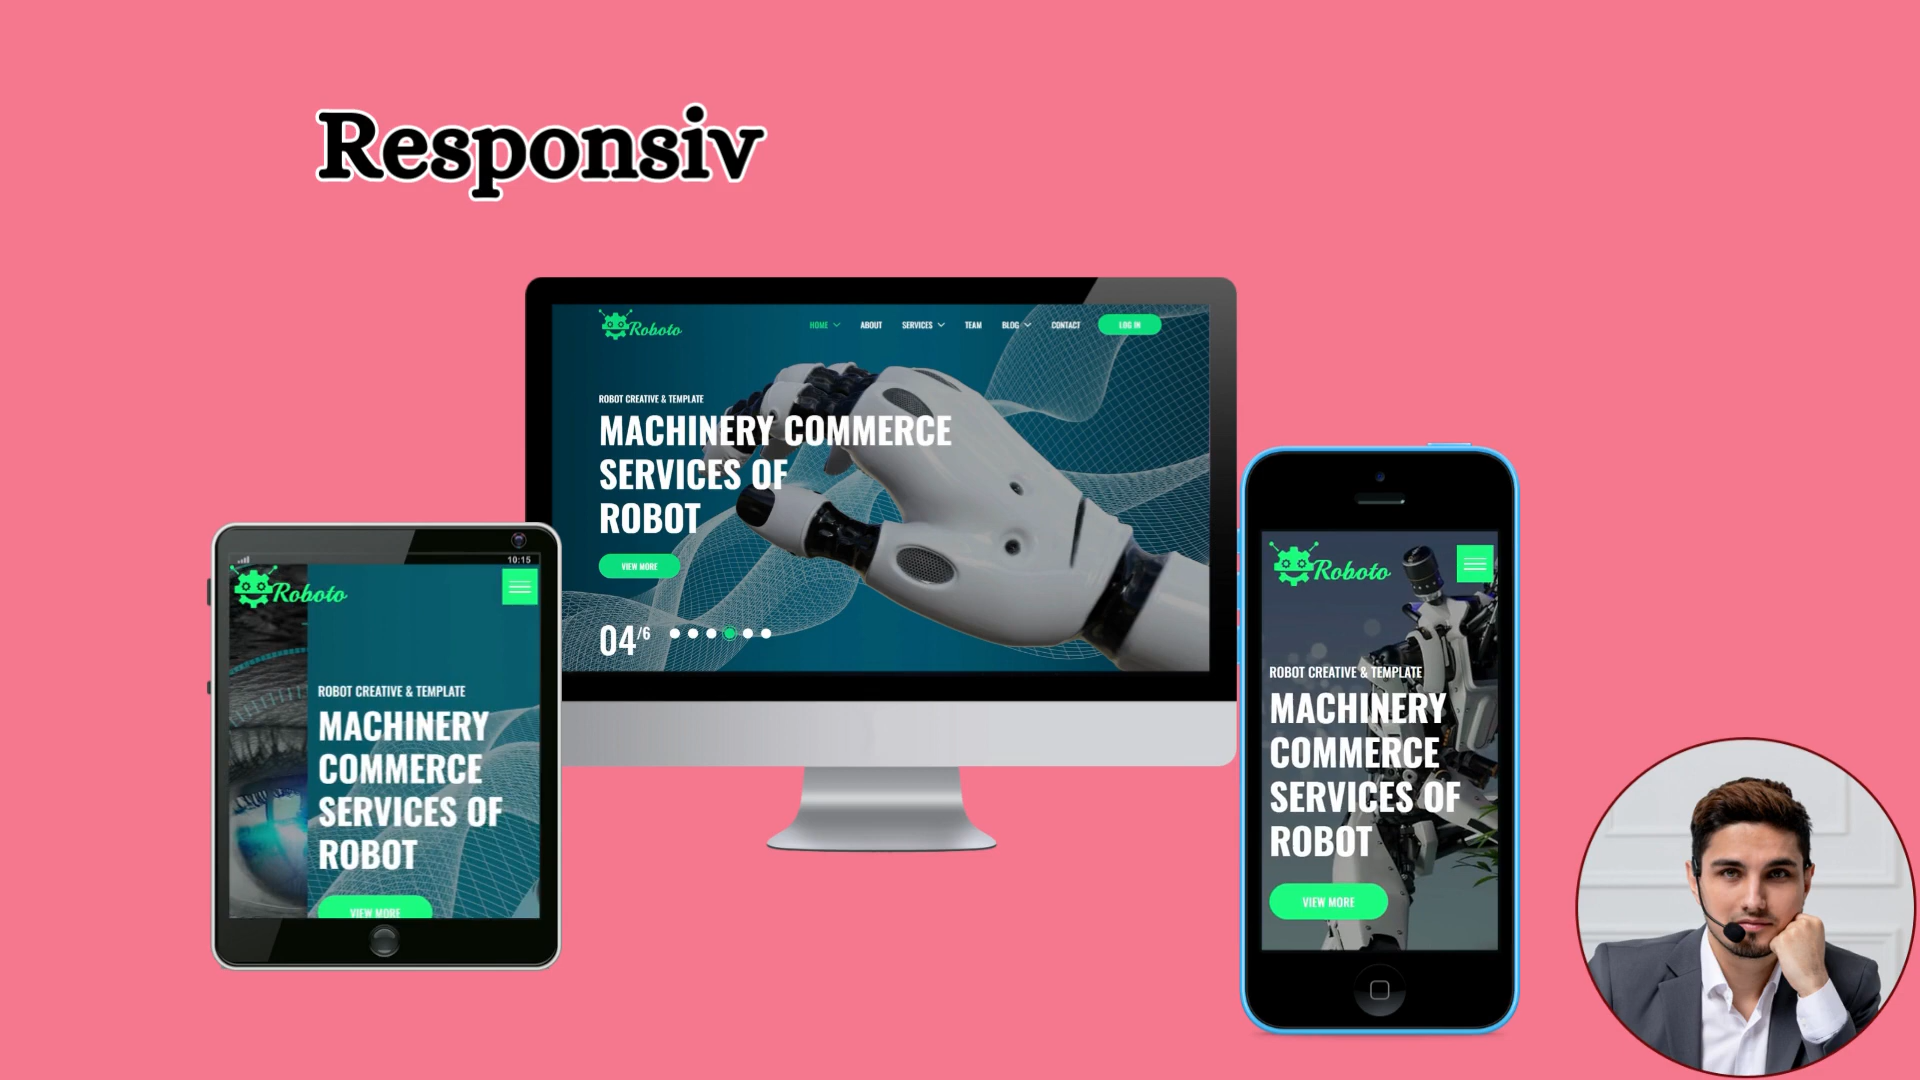 Responsiv
Roboto
HOME ABOUT SERVICES TEAM BLOG CONTACT LOG IN
ROBOT CREATIVE & TEMPLATE
MACHINERY COMMERCE
SERVICES OF
ROBOT
VIEW MORE
04/6
10:15
Roboto
ROBOT CREATIVE & TEMPLATE
MACHINERY
COMMERCE
SERVICES OF
ROBOT
VIEW MORE
Roboto
ROBOT CREATIVE & TEMPLATE
MACHINERY
COMMERCE
SERVICES OF
ROBOT
VIEW MORE